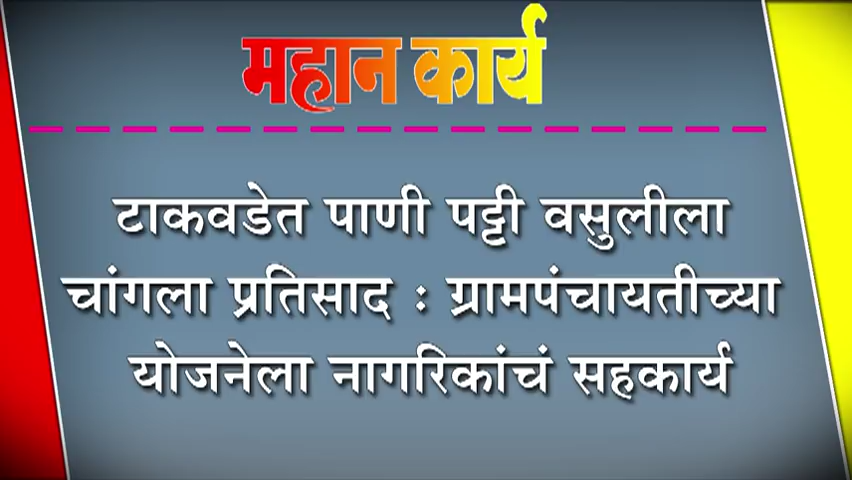 महान कार्य
टाकवडेत पाणी पट्टी वसुलीला
चांगला प्रतिसाद : ग्रामपंचायतीच्या
योजनेला नागरिकांचं सहकार्य